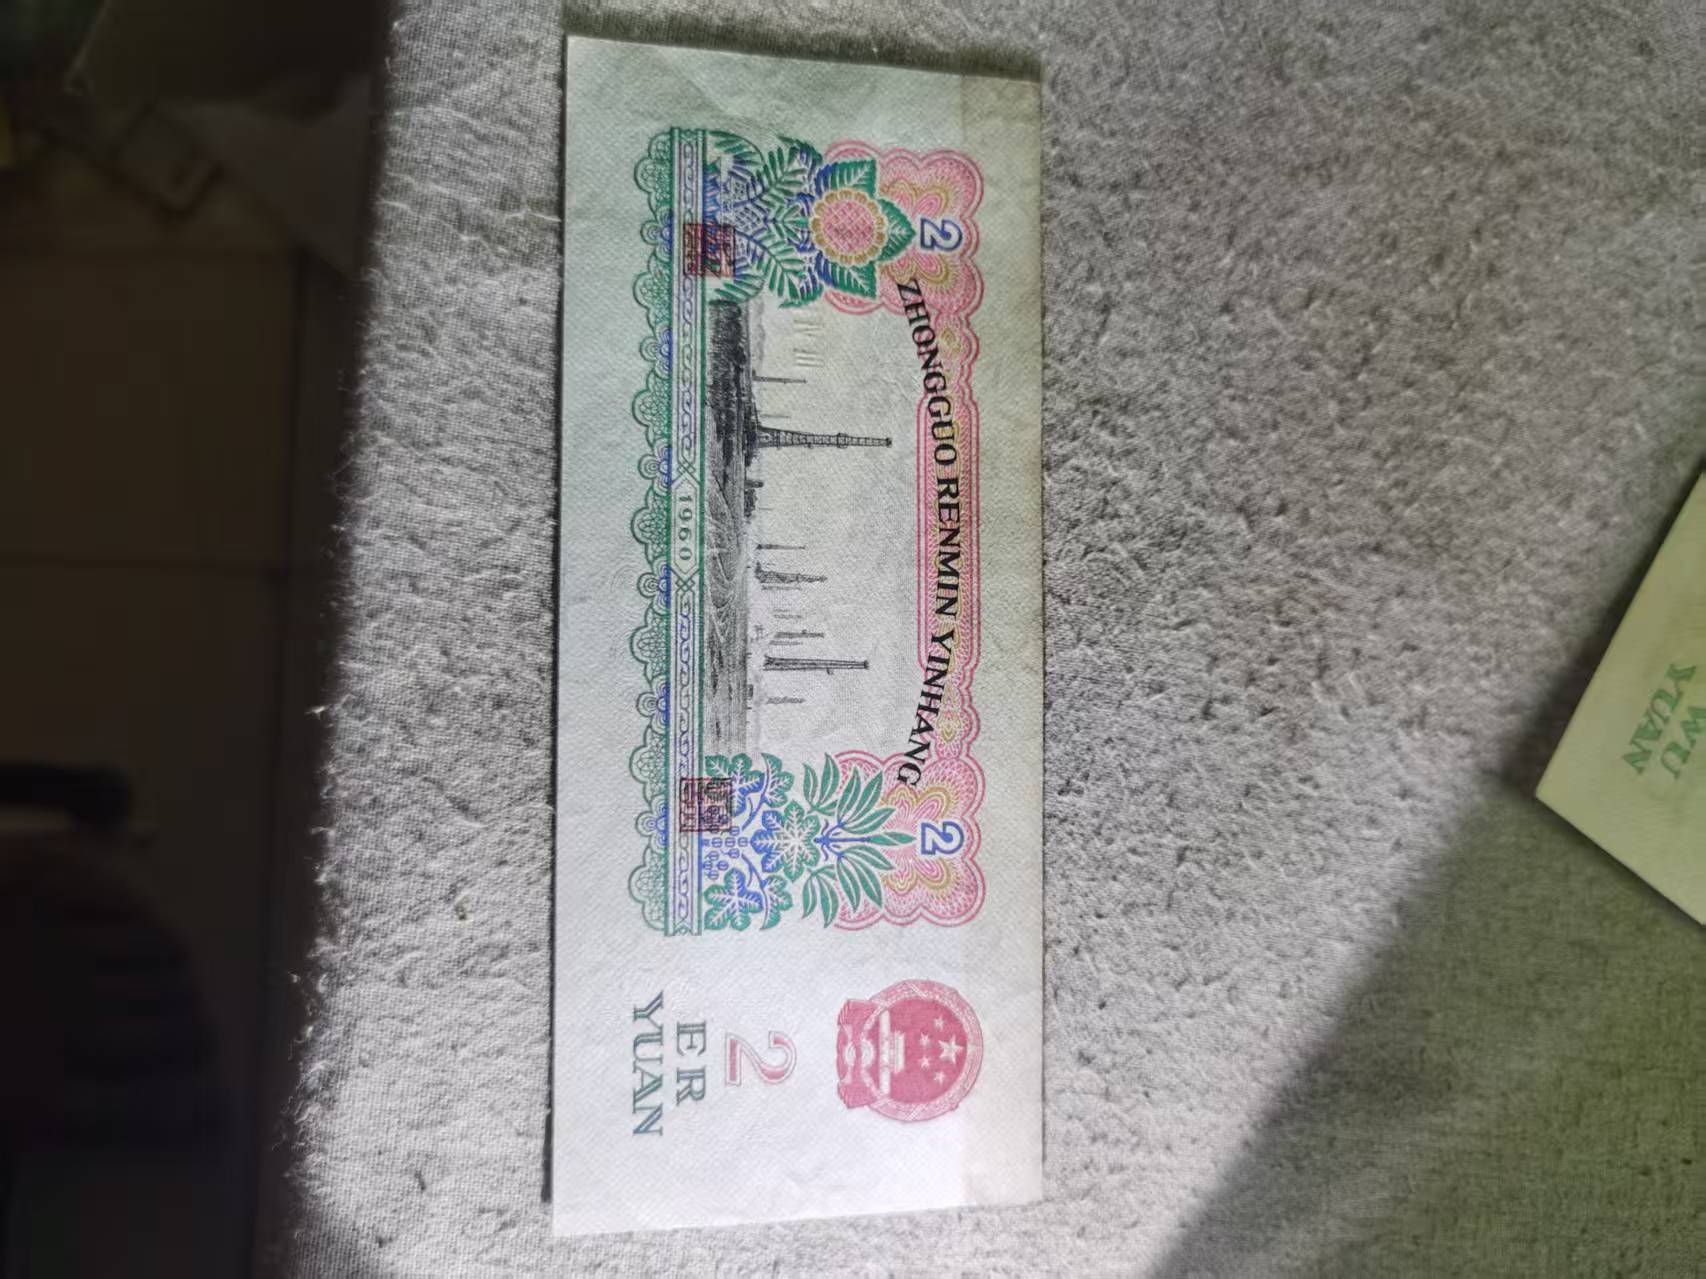 ZHONGGUO RENMIN YINHANG
2
2
1960
2
ER
YUAN
WU
YUAN